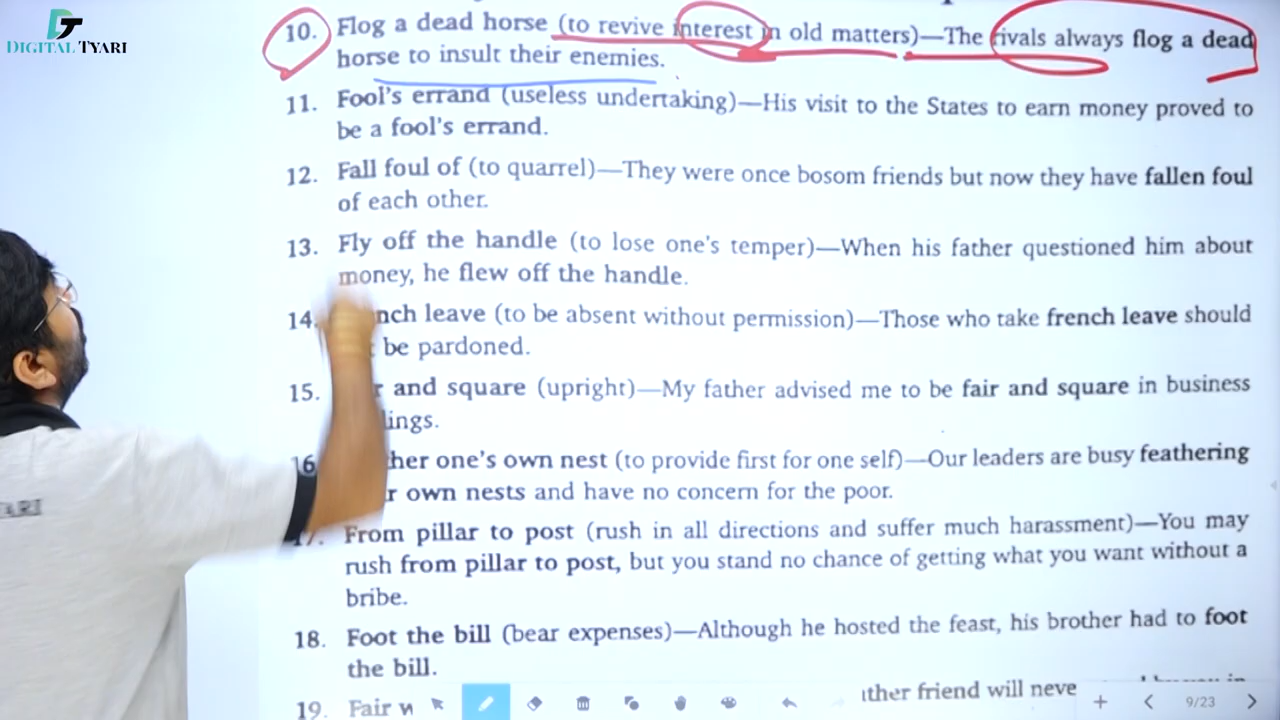 DIGITAL TYARI
10. Flog a dead horse (to revive interest in old matters)—The rivals always flog a dead
horse to insult their enemies.
11. Fool's errand (useless undertaking)—His visit to the States to earn money proved to
be a fool's errand.
12. Fall foul of (to quarrel)—They were once bosom friends but now they have fallen foul
of each other.
13. Fly off the handle (to lose one's temper)—When his father questioned him about
money, he flew off the handle.
14. nch leave (to be absent without permission)—Those who take french leave should
be pardoned.
15. and square (upright)—My father advised me to be fair and square in business
lings.
16 her one's own nest (to provide first for one self)—Our leaders are busy feathering
r own nests and have no concern for the poor.
17. From pillar to post (rush in all directions and suffer much harassment)—You may
rush from pillar to post, but you stand no chance of getting what you want without a
bribe.
18. Foot the bill (bear expenses)—Although he hosted the feast, his brother had to foot
the bill.
19. Fair w ther friend will neve
9/23
ARI